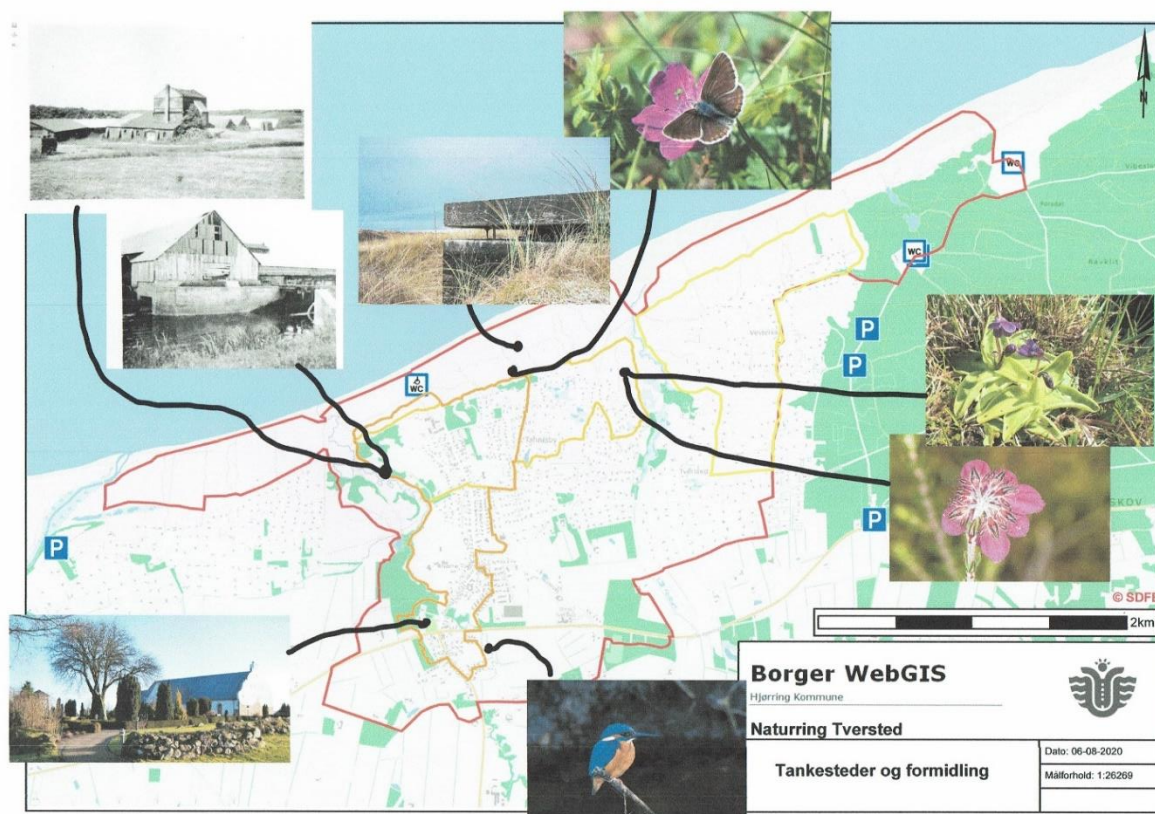 N
WC
WC
WC
P
P
P
P
SKOV
© SDFE
2km
Borger WebGIS
Hjørring Kommune
Naturring Tversted
Tankesteder og formidling
Dato: 06-08-2020
Målforhold: 1:26269